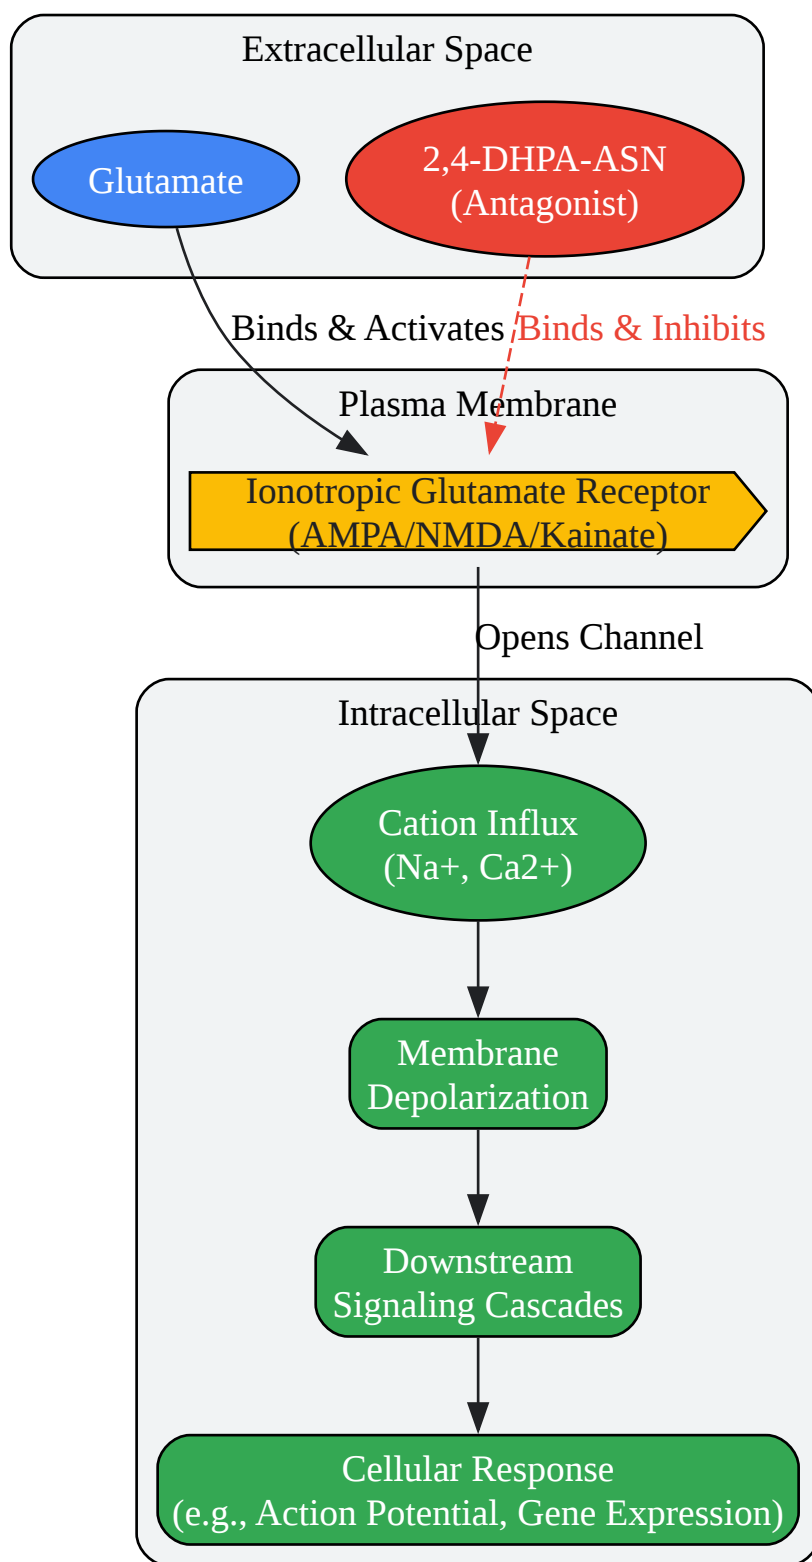 Extracellular Space
Glutamate
2,4-DHPA-ASN
(Antagonist)
Binds & Activates
Binds & Inhibits
Plasma Membrane
Ionotropic Glutamate Receptor
(AMPA/NMDA/Kainate)
Opens Channel
Intracellular Space
Cation Influx
(Na+, Ca2+)
Membrane
Depolarization
Downstream
Signaling Cascades
Cellular Response
(e.g., Action Potential, Gene Expression)